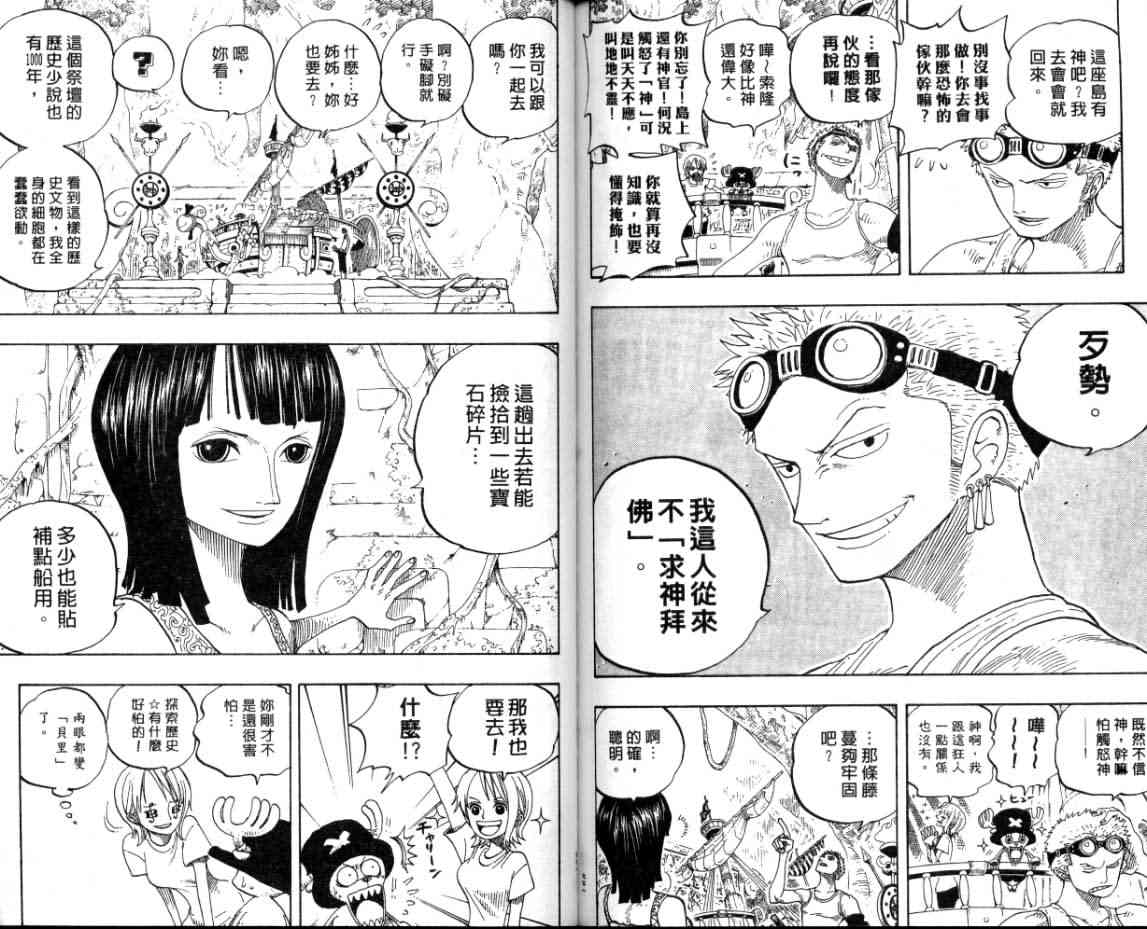 這座島有
神吧？我
去會會就
回來。
別沒事找事
做！你去會
那麼恐怖的
傢伙幹嘛？
…看那傢
伙的態度
再說囉！
嘩～索隆
好像比神
還偉大。
你別忘了！島上
還有神官！何況
觸怒了「神」可
是叫天天不應，
叫地地不靈！
你就算再沒
知識，也要
懂得掩飾！
歹勢。
我這人從來
不「求神拜
佛」。
既然不信
神，幹嘛
怕觸怒神
——！
嘩～～～！
神啊，我
跟這狂人
一點關係
也沒有。
ヒュー
…那條藤
蔓夠牢固
吧？
啊…
的確，
聰明。
我可以跟
你一起去
嗎？
啊？別礙
手礙腳就
行。
什麼…好
姊姊，妳
也要去？
嗯，
妳看…
？
這個祭壇的
歷史少說也
有1000年，
看到這樣的歷
史文物，我全
身的細胞都在
蠢蠢欲動。
這趟出去若能
撿拾到一些寶
石碎片…
多少也能貼
補點船用。
那我也
要去！
什麼！？
チャリーン
妳剛才不
是還很害
怕…
探索歷史
☆有什麼
好怕的！
兩眼都變
「貝里」
了。